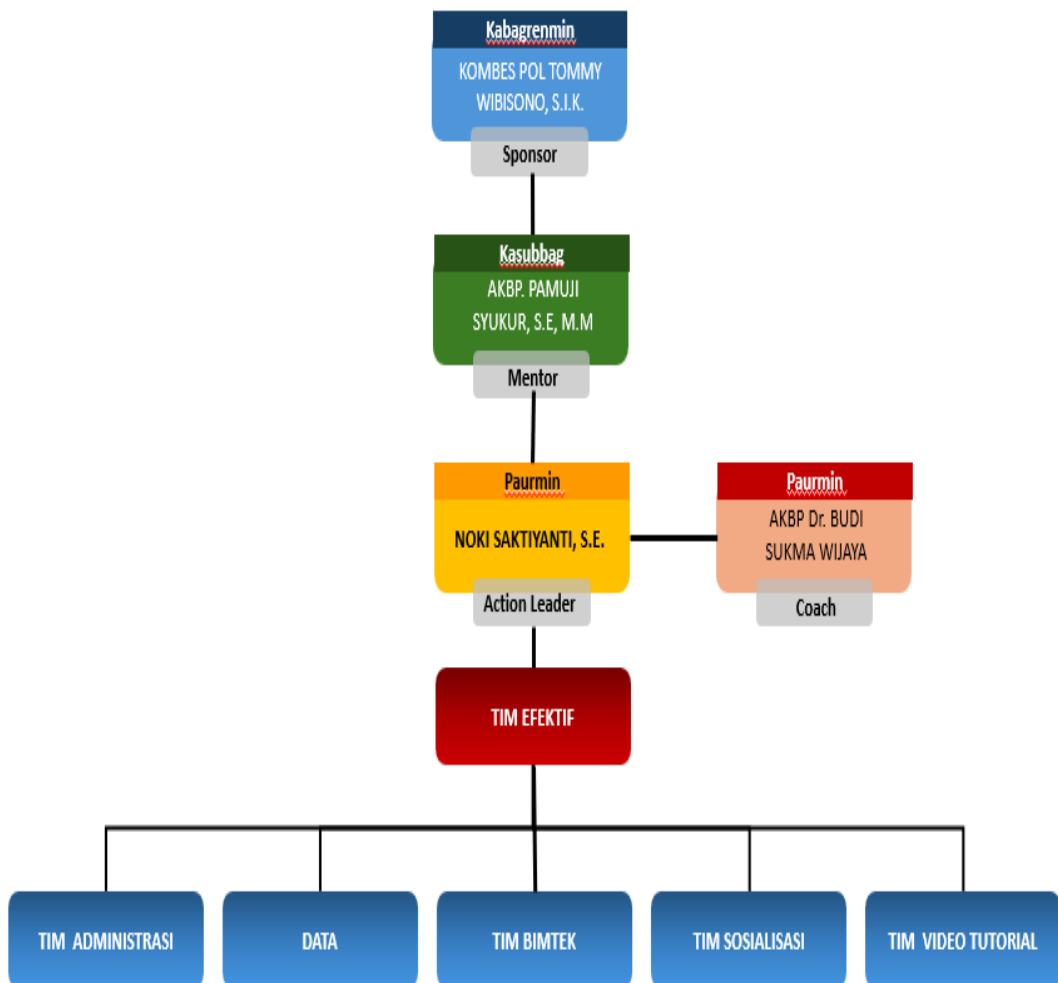 Kabagrenmin
KOMBES POL TOMMY
WIBISONO, S.I.K.
Sponsor
Kasubbag
AKBP. PAMUJI
SYUKUR, S.E, M.M
Mentor
Paurmin
NOKI SAKTIYANTI, S.E.
Action Leader
Paurmin
AKBP Dr. BUDI
SUKMA WIJAYA
Coach
TIM EFEKTIF
TIM ADMINISTRASI
DATA
TIM BIMTEK
TIM SOSIALISASI
TIM VIDEO TUTORIAL